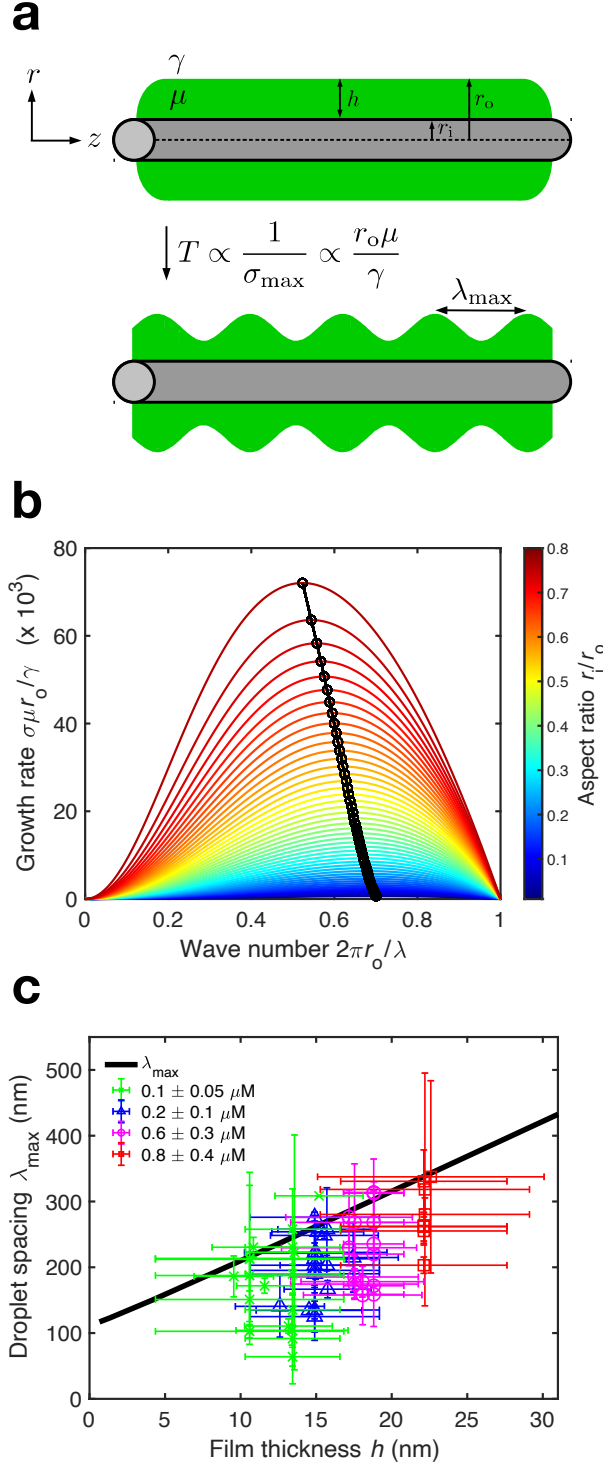 a
r
z
γ
μ
h
r_o
r_i
T ∝ 1/σ_max ∝ r_o μ/γ
λ_max
b
Growth rate σμr_o/γ (x 10^3)
80
60
40
20
0
0 0.2 0.4 0.6 0.8 1
Wave number 2πr_o/λ
0.8
0.7
0.6
0.5
0.4
0.3
0.2
0.1
Aspect ratio r_i/r_o
c
Droplet spacing λ_max (nm)
500
400
300
200
100
0
λ_max
0.1 ± 0.05 μM
0.2 ± 0.1 μM
0.6 ± 0.3 μM
0.8 ± 0.4 μM
0 5 10 15 20 25 30
Film thickness h (nm)